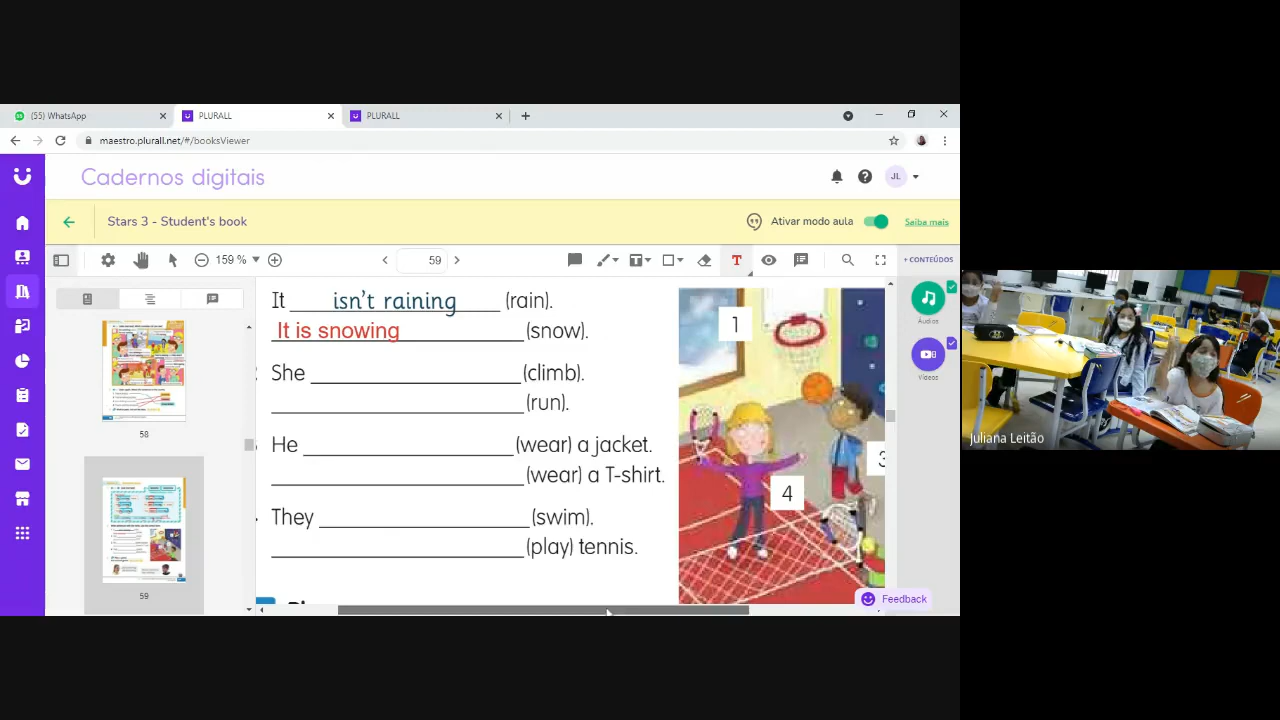 (55) WhatsApp
PLURALL
PLURALL
maestro.plurall.net/#/booksViewer
Cadernos digitais
JL
Stars 3 - Student's book
Ativar modo aula
Saiba mais
159 %
59
+ CONTEÚDOS
It isn't raining (rain).
It is snowing (snow).
She (climb).
(run).
He (wear) a jacket.
(wear) a T-shirt.
They (swim).
(play) tennis.
1
3
4
58
59
Áudios
Vídeos
Feedback
Juliana Leitão